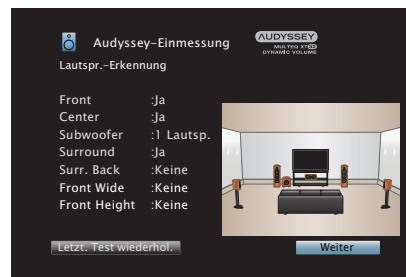 Audyssey-Einmessung
AUDYSSEY
MULTEQ XT32
DYNAMIC VOLUME
Lautspr.-Erkennung
Front :Ja
Center :Ja
Subwoofer :1 Lautsp.
Surround :Ja
Surr. Back :Keine
Front Wide :Keine
Front Height :Keine
Letzt. Test wiederhol.
Weiter